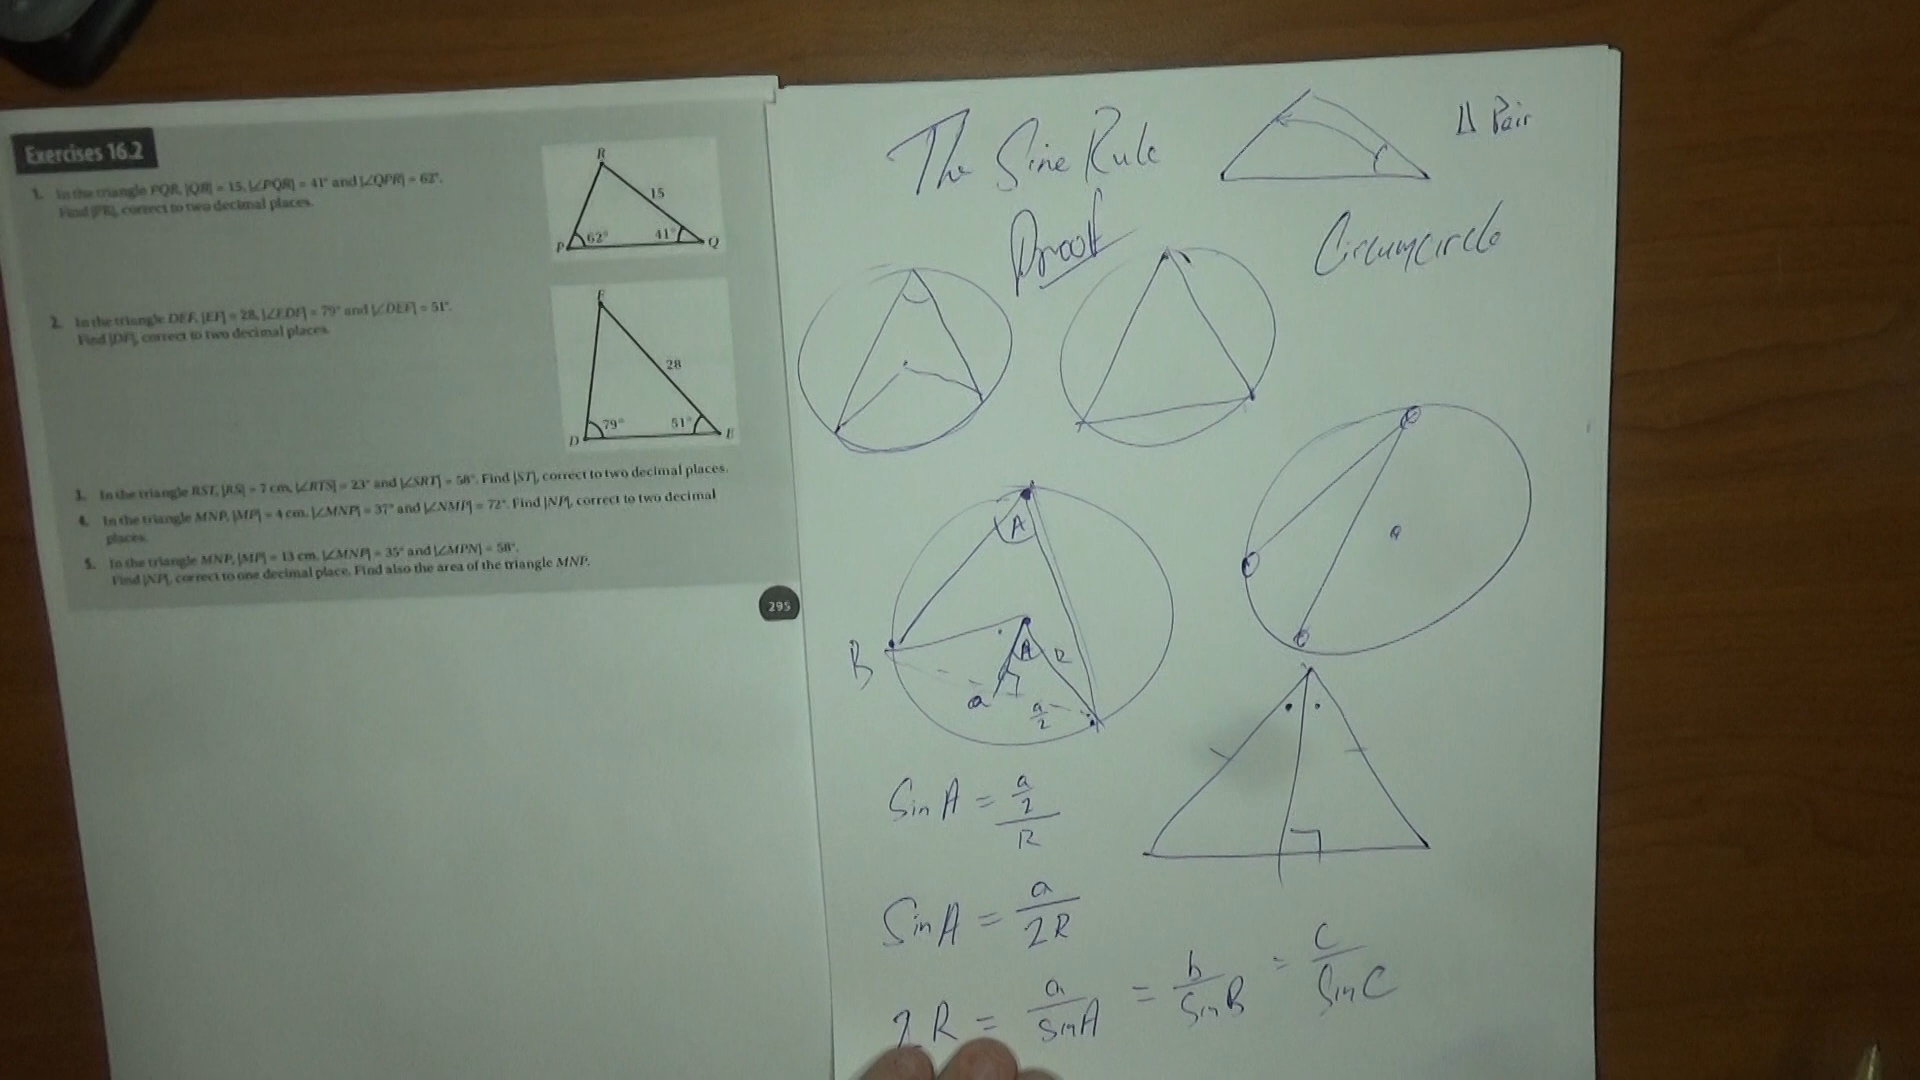 Exercises 16.2
1. In the triangle PQR, |QR| = 15, |∠PQR| = 41° and |∠QPR| = 62°.
Find |PR|, correct to two decimal places.
R
15
P
62°
41°
Q
2. In the triangle DEF, |EF| = 28, |∠EDF| = 79° and |∠DEF| = 51°.
Find |DF|, correct to two decimal places.
F
28
D
79°
51°
E
3. In the triangle RST, |RS| = 7 cm, |∠RTS| = 23° and |∠SRT| = 58°. Find |ST|, correct to two decimal places.
4. In the triangle MNP, |MP| = 4 cm, |∠MNP| = 37° and |∠NMP| = 72°. Find |NP|, correct to two decimal
places.
5. In the triangle MNP, |MP| = 13 cm, |∠MNP| = 35° and |∠MPN| = 58°.
Find |NP|, correct to one decimal place. Find also the area of the triangle MNP.
295
The Sine Rule
Δ Pair
Proof
Circumcircle
A
B
A
R
a
a/2
Sin A = (a/2)/R
Sin A = a/2R
2R = a/Sin A = b/Sin B = c/Sin C